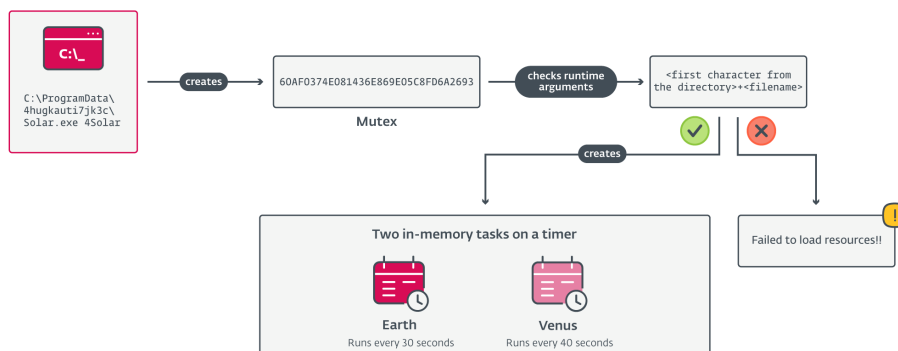 C:\_
C:\ProgramData\
4hugkauti7jk3c\
Solar.exe 4Solar
creates
6OAFO374EO81436E869EO5C8FD6A2693
Mutex
checks runtime
arguments
<first character from
the directory>+<filename>
creates
Two in-memory tasks on a timer
Earth
Runs every 30 seconds
Venus
Runs every 40 seconds
Failed to load resources!!
!